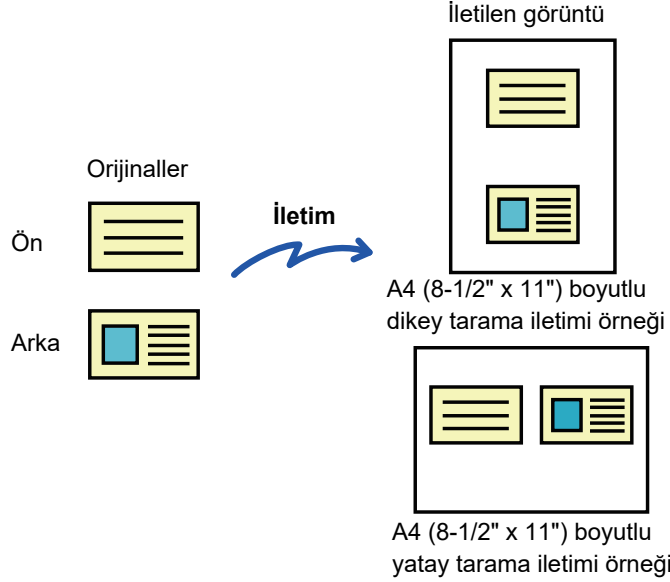 İletilen görüntü
Orijinaller
İletim
Ön
Arka
A4 (8-1/2" x 11") boyutlu
dikey tarama iletimi örneği
A4 (8-1/2" x 11") boyutlu
yatay tarama iletimi örneği